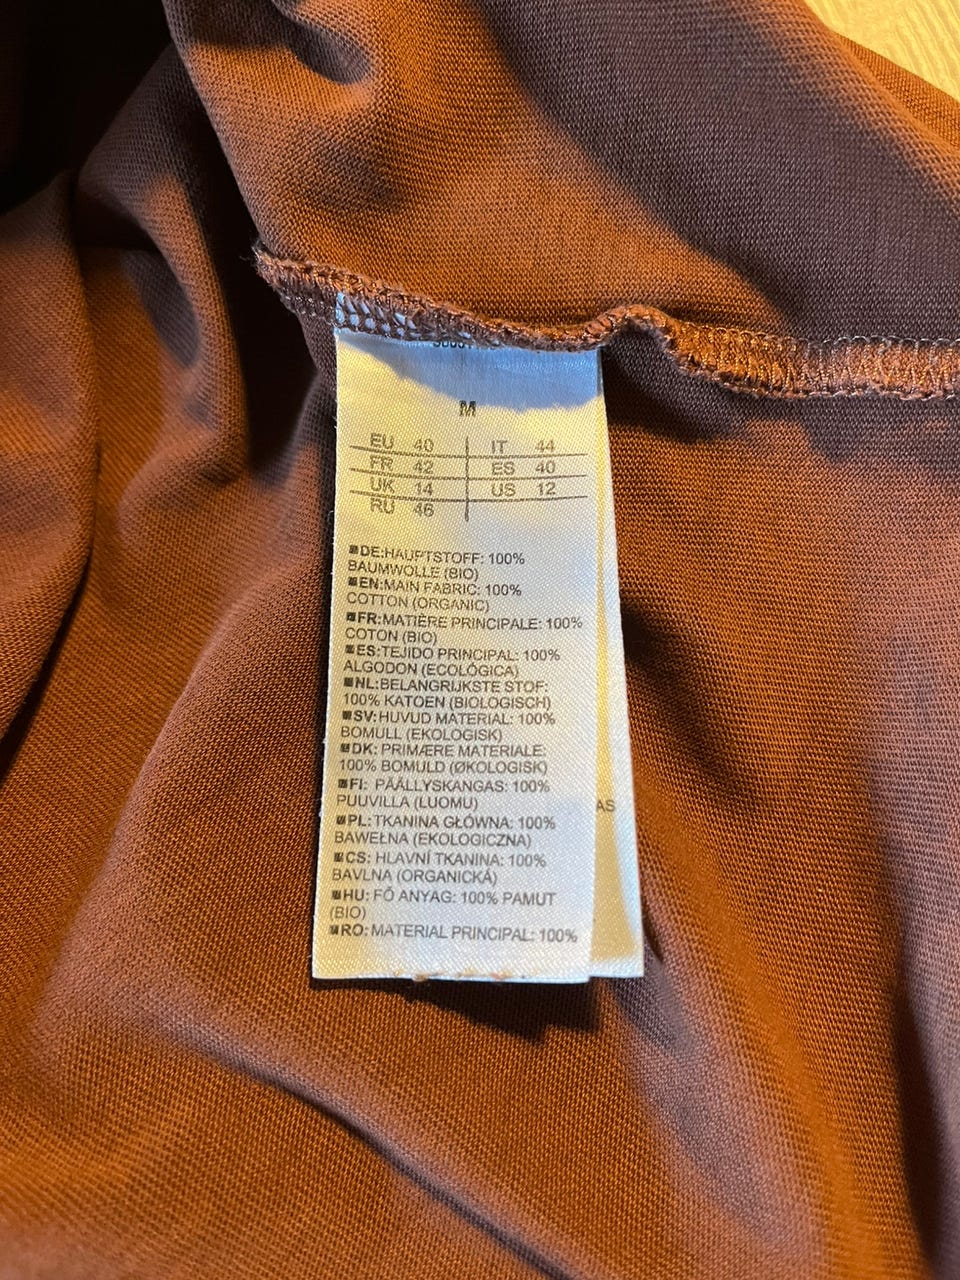 M
EU 40 IT 44
FR 42 ES 40
UK 14 US 12
RU 46
DE:HAUPTSTOFF: 100%
BAUMWOLLE (BIO)
EN:MAIN FABRIC: 100%
COTTON (ORGANIC)
FR:MATIÈRE PRINCIPALE: 100%
COTON (BIO)
ES:TEJIDO PRINCIPAL: 100%
ALGODON (ECOLÓGICA)
NL:BELANGRIJKSTE STOF:
100% KATOEN (BIOLOGISCH)
SV:HUVUD MATERIAL: 100%
BOMULL (EKOLOGISK)
DK: PRIMÆRE MATERIALE:
100% BOMULD (ØKOLOGISK)
FI: PÄÄLLYSKANGAS: 100%
PUUVILLA (LUOMU)
AS
PL:TKANINA GŁÓWNA: 100%
BAWEŁNA (EKOLOGICZNA)
CS: HLAVNÍ TKANINA: 100%
BAVLNA (ORGANICKÁ)
HU: FŐ ANYAG: 100% PAMUT
(BIO)
RO: MATERIAL PRINCIPAL: 100%